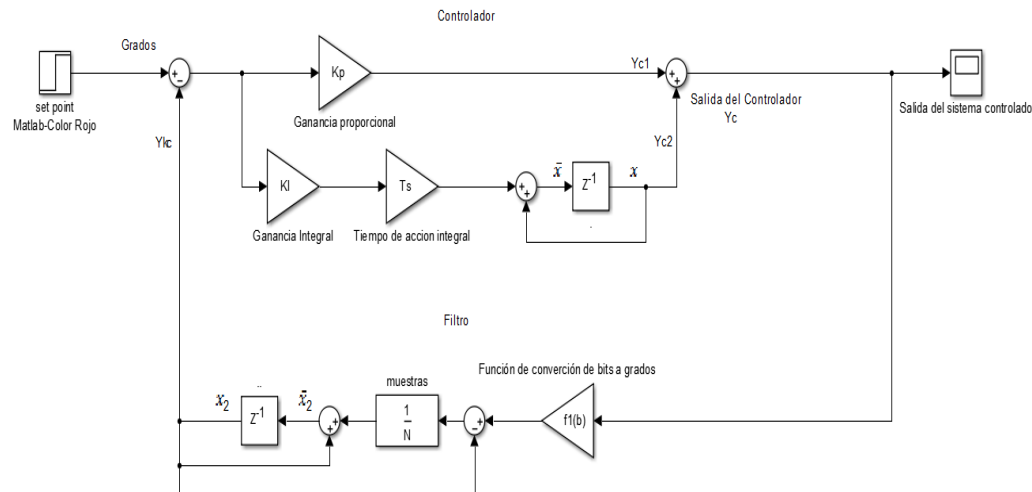 Controlador
Grados
set point
Matlab-Color Rojo
+
−
Kp
Ganancia proporcional
Yc1
+
+
Salida del Controlador
Yc
Salida del sistema controlado
Ykc
Yc2
KI
Ganancia Integral
Ts
Tiempo de accion integral
+
+
x̄
Z-1
x
.
Filtro
Función de converción de bits a grados
f1(b)
muestras
1
N
−
+
..
x2
Z-1
x̄2
+
+